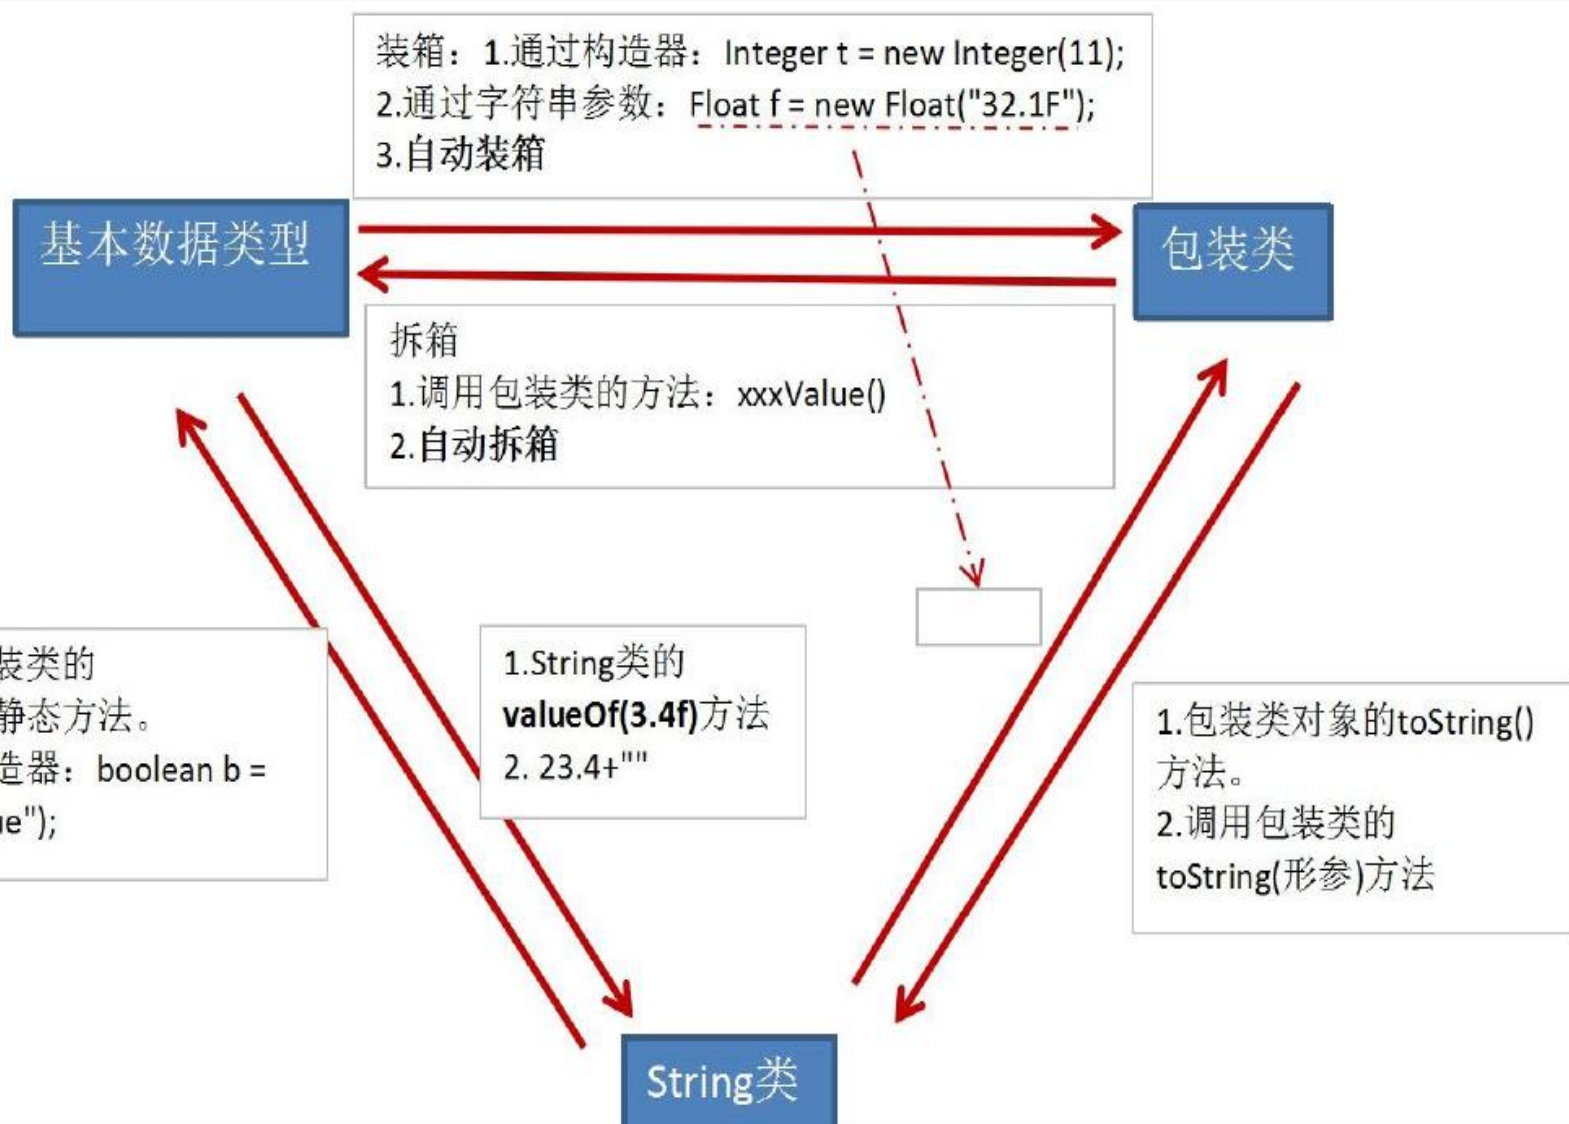 装箱：1.通过构造器：Integer t = new Integer(11);
2.通过字符串参数：Float f = new Float("32.1F");
3.自动装箱
基本数据类型
包装类
拆箱
1.调用包装类的方法：xxxValue()
2.自动拆箱
装类的
静态方法。
造器：boolean b =
ue");
1.String类的
valueOf(3.4f)方法
2. 23.4+""
1.包装类对象的toString()
方法。
2.调用包装类的
toString(形参)方法
String类